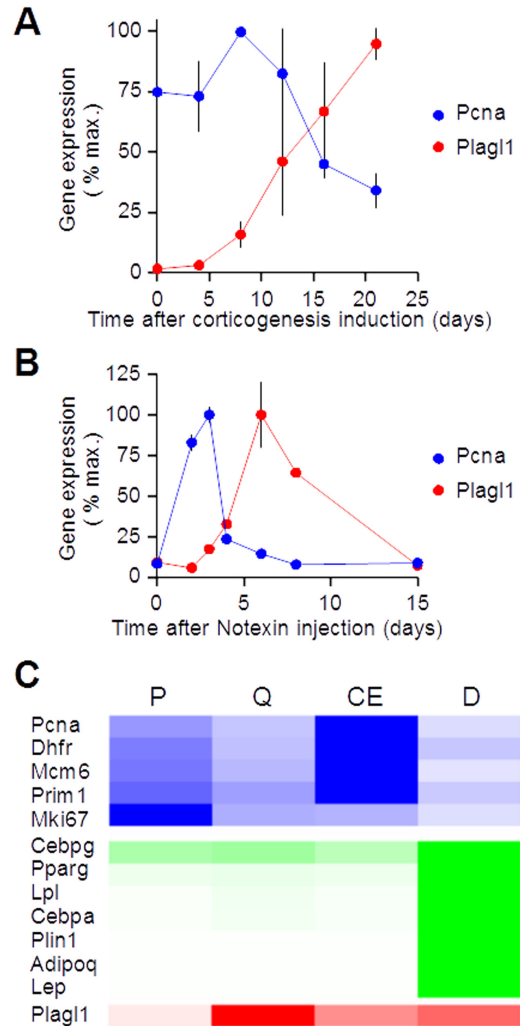 A
100
75
50
25
0
Gene expression
( % max.)
Pcna
Plagl1
0 5 10 15 20 25
Time after corticogenesis induction (days)
B
125
100
75
50
25
0
Gene expression
( % max.)
Pcna
Plagl1
0 5 10 15
Time after Notexin injection (days)
C
P Q CE D
Pcna
Dhfr
Mcm6
Prim1
Mki67
Cebpg
Pparg
Lpl
Cebpa
Plin1
Adipoq
Lep
Plagl1